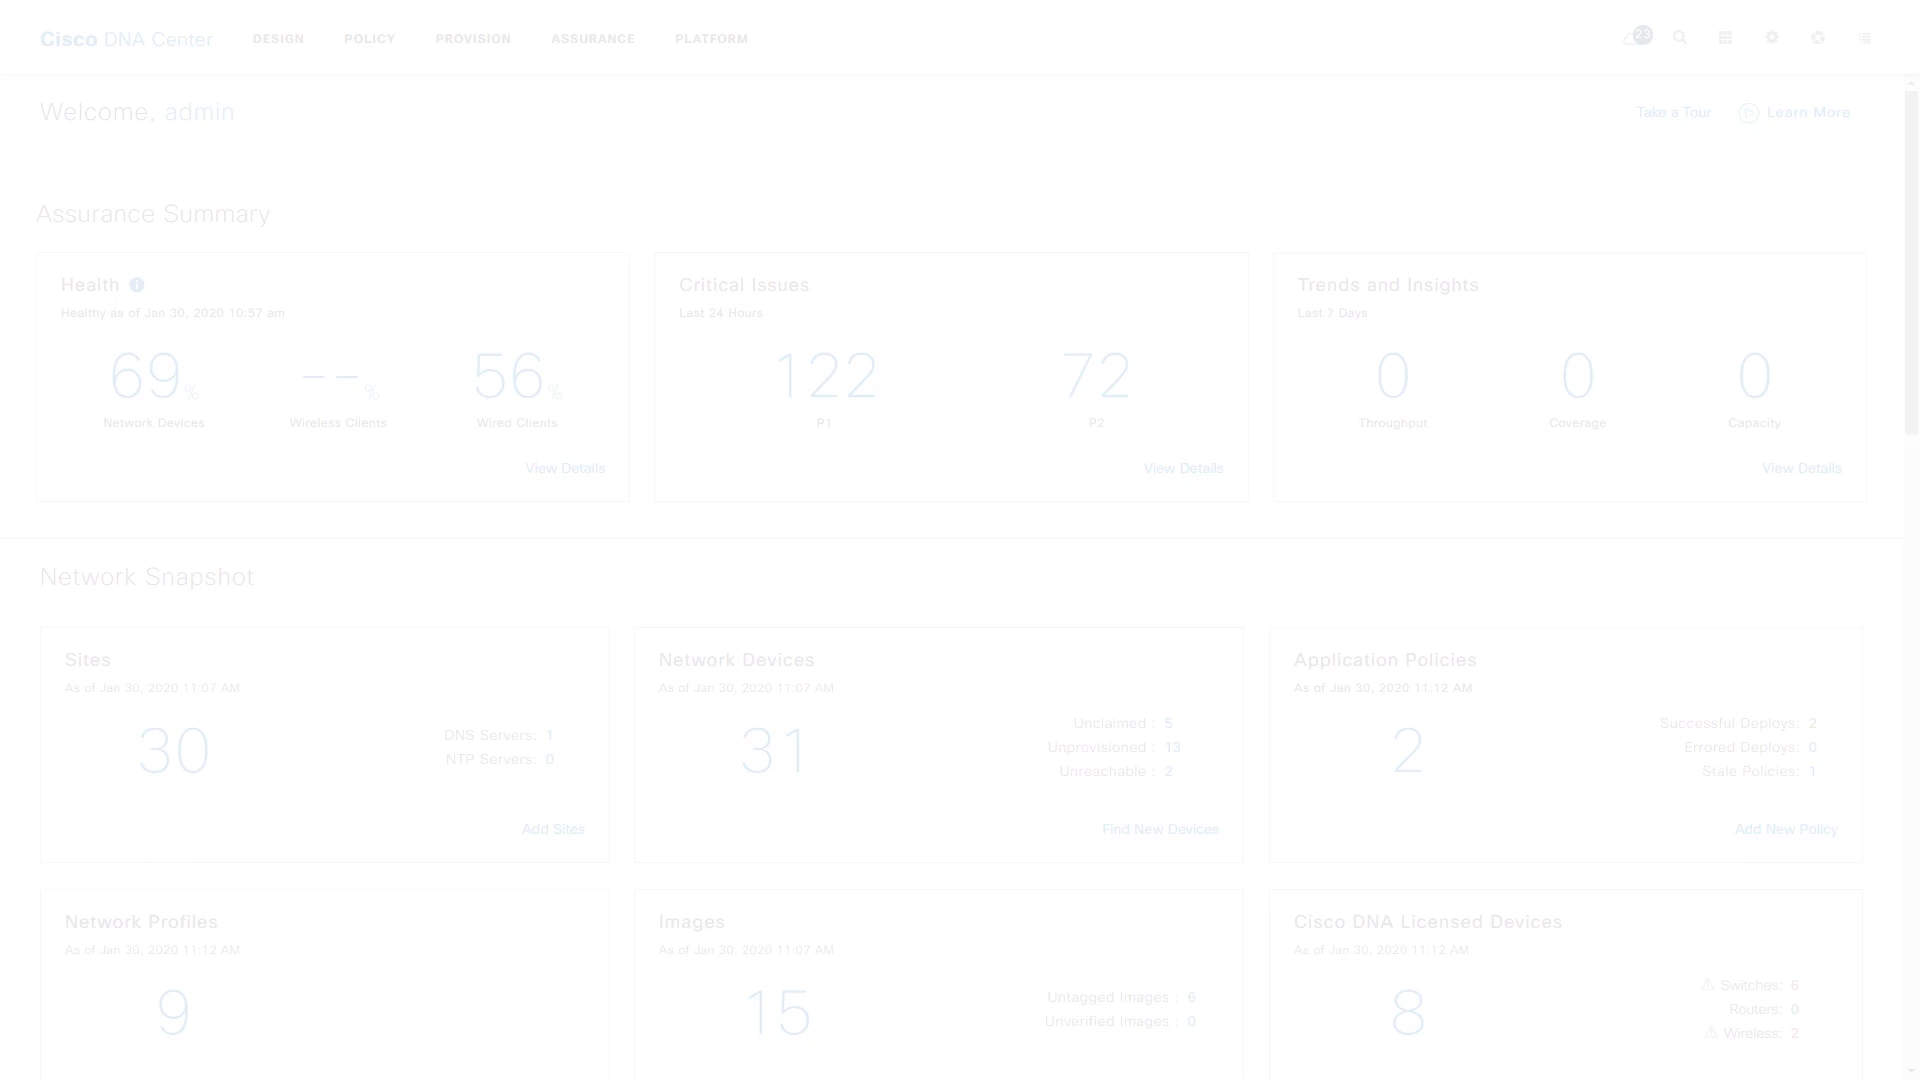 Cisco DNA Center DESIGN POLICY PROVISION ASSURANCE PLATFORM 23
Welcome, admin
Take a Tour Learn More
Assurance Summary
Health
Healthy as of Jan 30, 2020 10:57 am
69%
Network Devices
--%
Wireless Clients
56%
Wired Clients
View Details
Critical Issues
Last 24 Hours
122
P1
72
P2
View Details
Trends and Insights
Last 7 Days
0
Throughput
0
Coverage
0
Capacity
View Details
Network Snapshot
Sites
As of Jan 30, 2020 11:07 AM
30
DNS Servers: 1
NTP Servers: 0
Add Sites
Network Devices
As of Jan 30, 2020 11:07 AM
31
Unclaimed : 5
Unprovisioned : 13
Unreachable : 2
Find New Devices
Application Policies
As of Jan 30, 2020 11:12 AM
2
Successful Deploys: 2
Errored Deploys: 0
Stale Policies: 1
Add New Policy
Network Profiles
As of Jan 30, 2020 11:12 AM
9
Images
As of Jan 30, 2020 11:07 AM
15
Untagged Images : 6
Unverified Images : 0
Cisco DNA Licensed Devices
As of Jan 30, 2020 11:12 AM
8
Switches: 6
Routers: 0
Wireless: 2